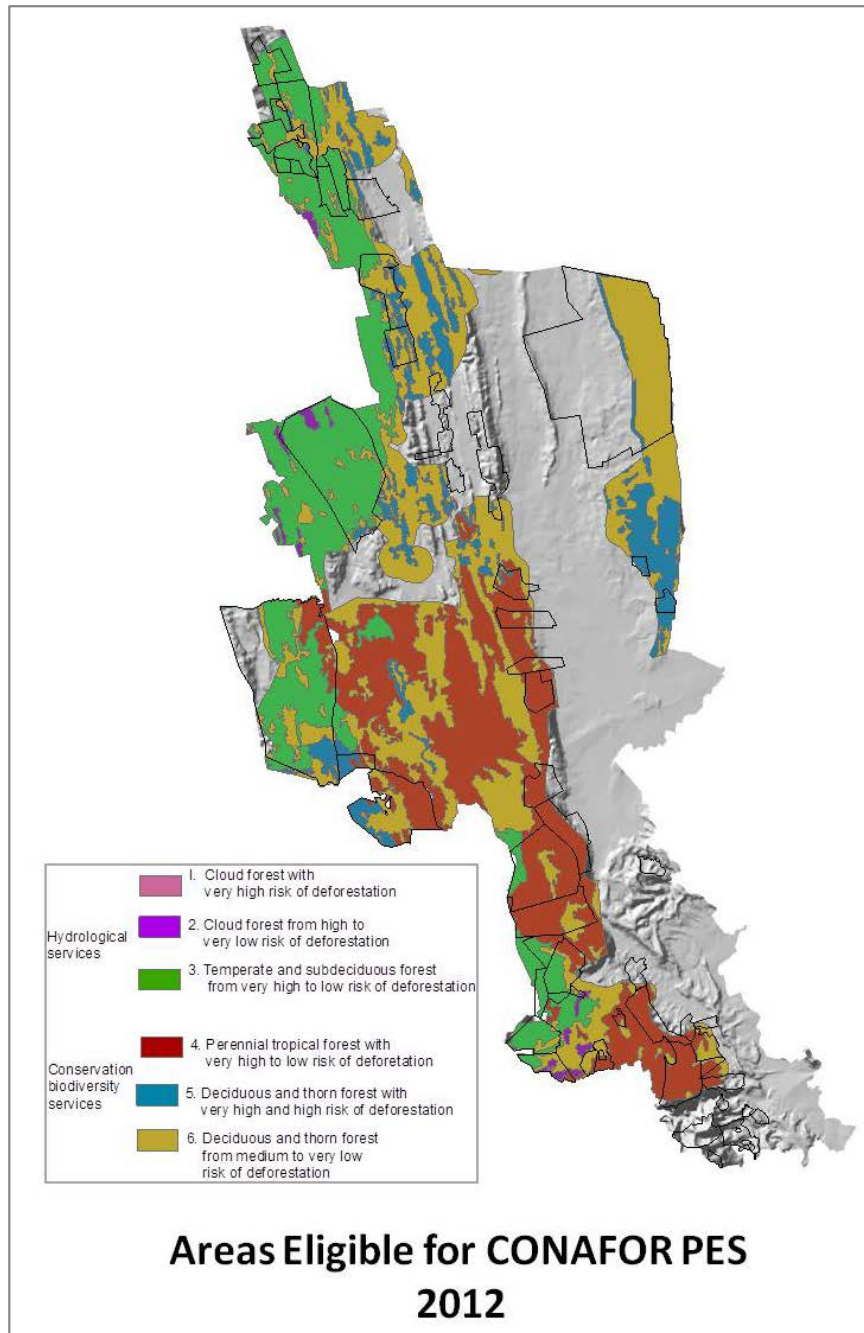 Hydrological
services
1. Cloud forest with
very high risk of deforestation
2. Cloud forest from high to
very low risk of deforestation
3. Temperate and subdeciduous forest
from very high to low risk of deforestation
Conservation
biodiversity
services
4. Perennial tropical forest with
very high to low risk of deforetation
5. Deciduous and thorn forest with
very high and high risk of deforestation
6. Deciduous and thorn forest
from medium to very low
risk of deforestation
Areas Eligible for CONAFOR PES
2012